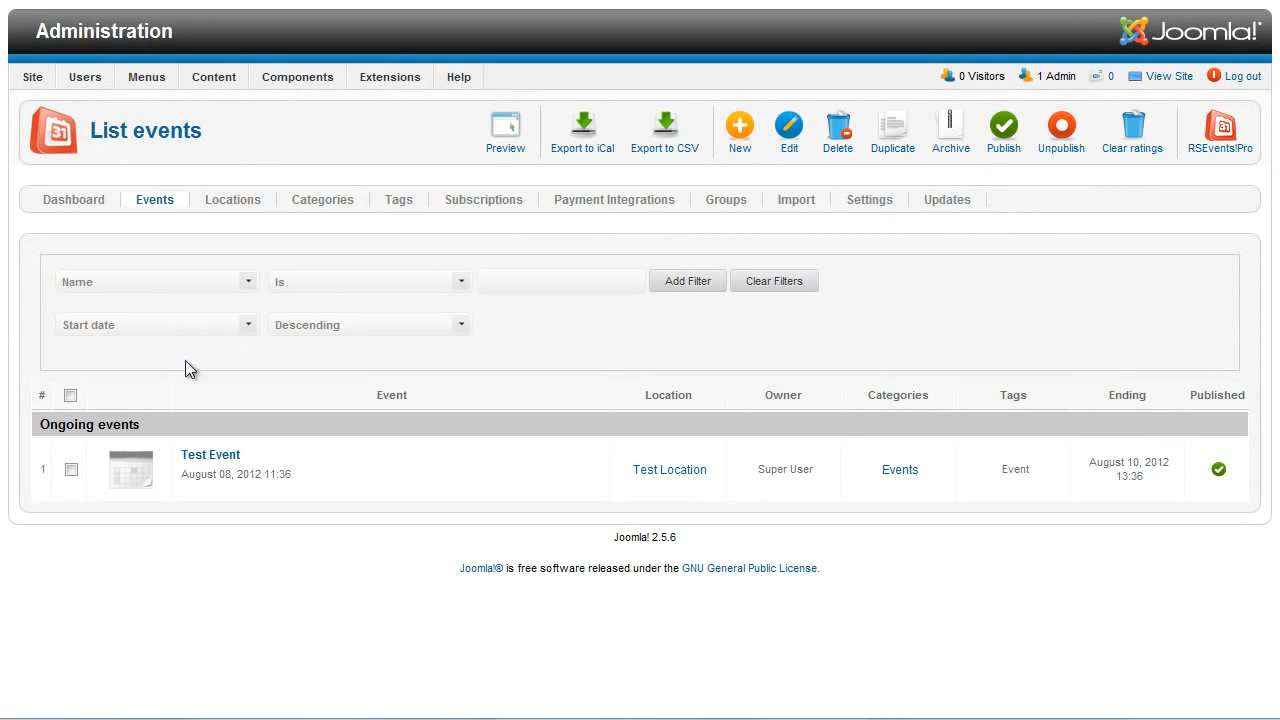 Administration
Joomla!
Site Users Menus Content Components Extensions Help
0 Visitors 1 Admin 0 View Site Log out
31 List events
Preview Export to iCal Export to CSV New Edit Delete Duplicate Archive Publish Unpublish Clear ratings 31 RSEvents!Pro
Dashboard Events Locations Categories Tags Subscriptions Payment Integrations Groups Import Settings Updates
Name Is Add Filter Clear Filters
Start date Descending
# Event Location Owner Categories Tags Ending Published
Ongoing events
1 Test Event Test Location Super User Events Event August 10, 2012
August 08, 2012 11:36 13:36
Joomla! 2.5.6
Joomla!® is free software released under the GNU General Public License.